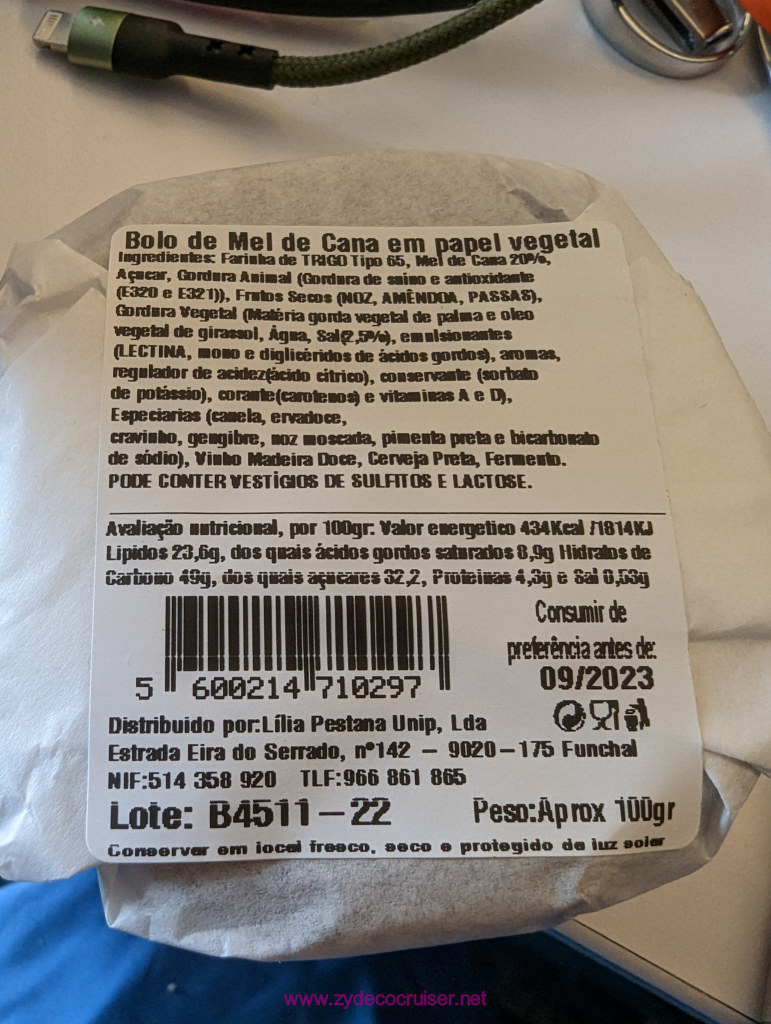 Bolo de Mel de Cana em papel vegetal
Ingredientes: Farinha de TRIGO Tipo 65, Mel de Cana 20%,
Açucar, Gordura Animal (Gordura de suino e antioxidante
(E320 e E321)), Frutos Secos (NOZ, AMÊNDOA, PASSAS),
Gordura Vegetal (Matéria gorda vegetal de palma e oleo
vegetal de girassol, Água, Sal(2,5%), emulsionantes
(LECTINA, mono e diglicéridos de ácidos gordos), aromas,
regulador de acidez(ácido cítrico), conservante (sorbato
de potássio), corante(carotenos) e vitaminas A e D),
Especiarias (canela, ervadoce,
cravinho, gengibre, noz moscada, pimenta preta e bicarbonato
de sódio), Vinho Madeira Doce, Cerveja Preta, Fermento.
PODE CONTER VESTÍGIOS DE SULFITOS E LACTOSE.
Avaliação nutricional, por 100gr: Valor energetico 434Kcal /1814KJ
Lipidos 23,6g, dos quais ácidos gordos saturados 8,9g Hidratos de
Carbono 49g, dos quais açucares 32,2, Proteinas 4,3g e Sal 0,53g
Consumir de
preferência antes de:
09/2023
5 600214 710297
Distribuido por:Lília Pestana Unip, Lda
Estrada Eira do Serrado, nº142 - 9020-175 Funchal
NIF:514 358 920 TLF:966 861 865
Lote: B4511-22 Peso:Aprox 100gr
Conservar em local fresco, seco e protegido da luz solar
www.zydecocruiser.net